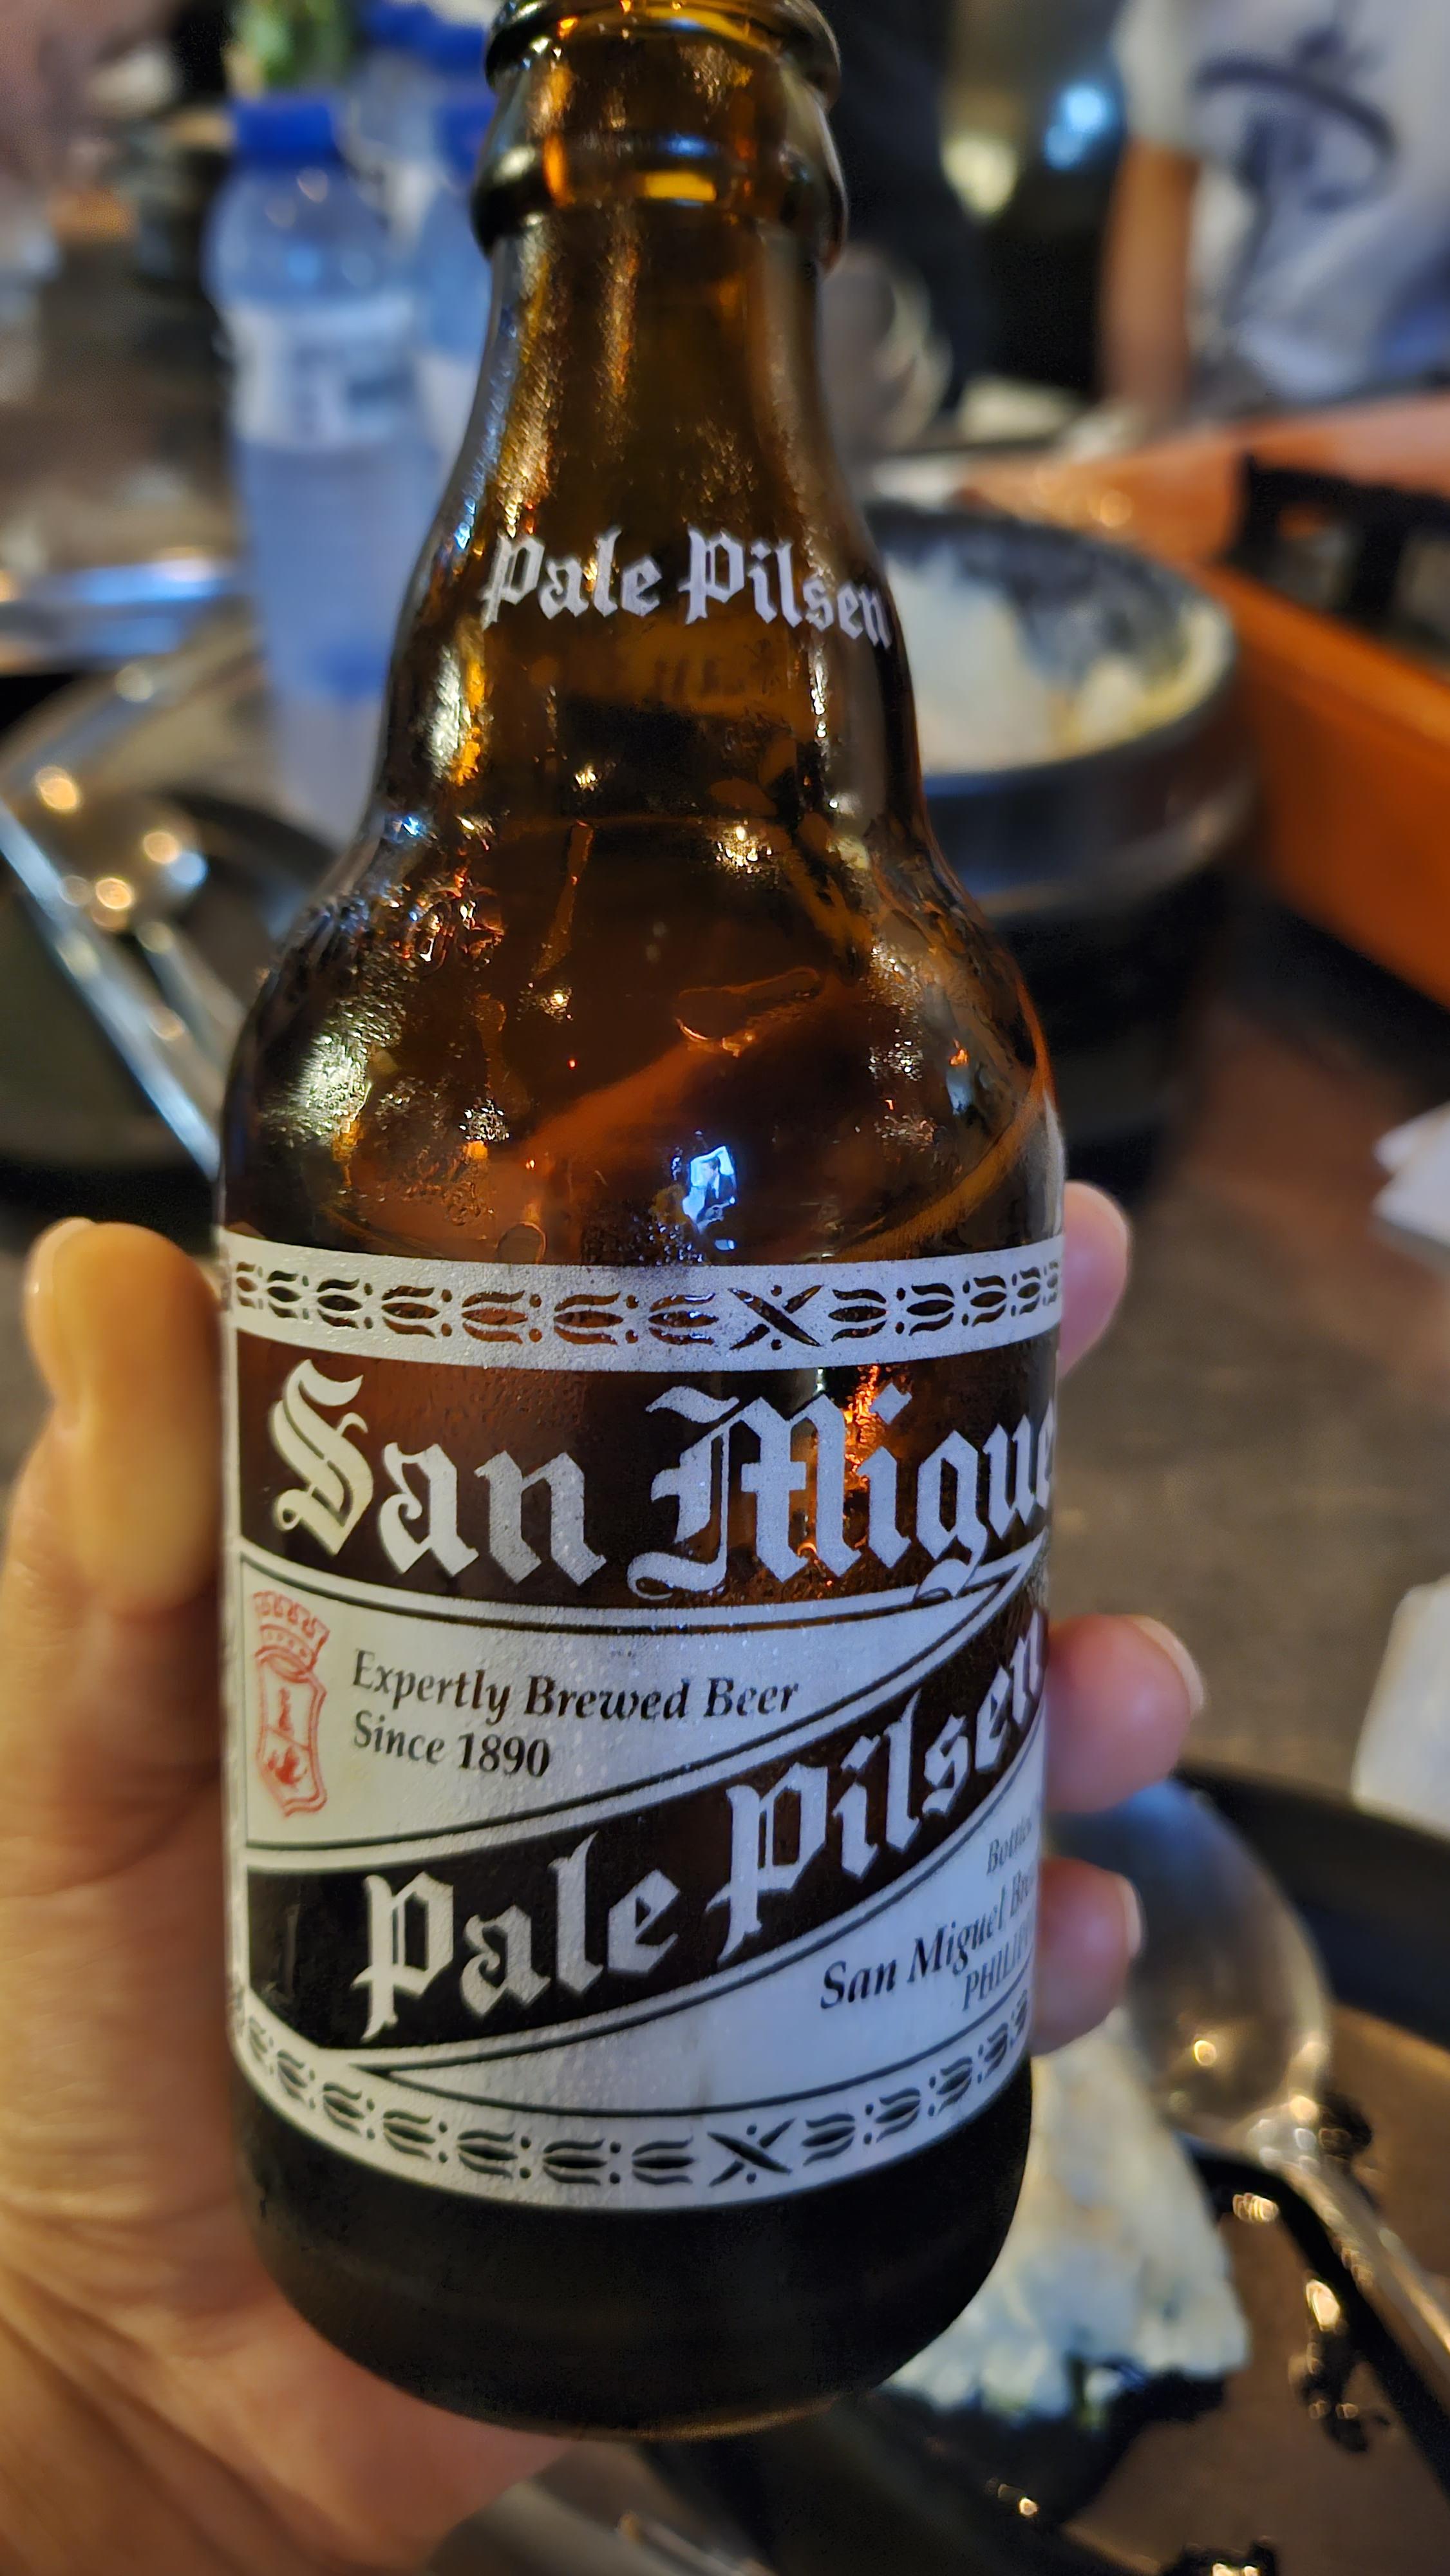 Pale Pilsen
San Migue
Expertly Brewed Beer
Since 1890
Pale Pilsen
San Miguel